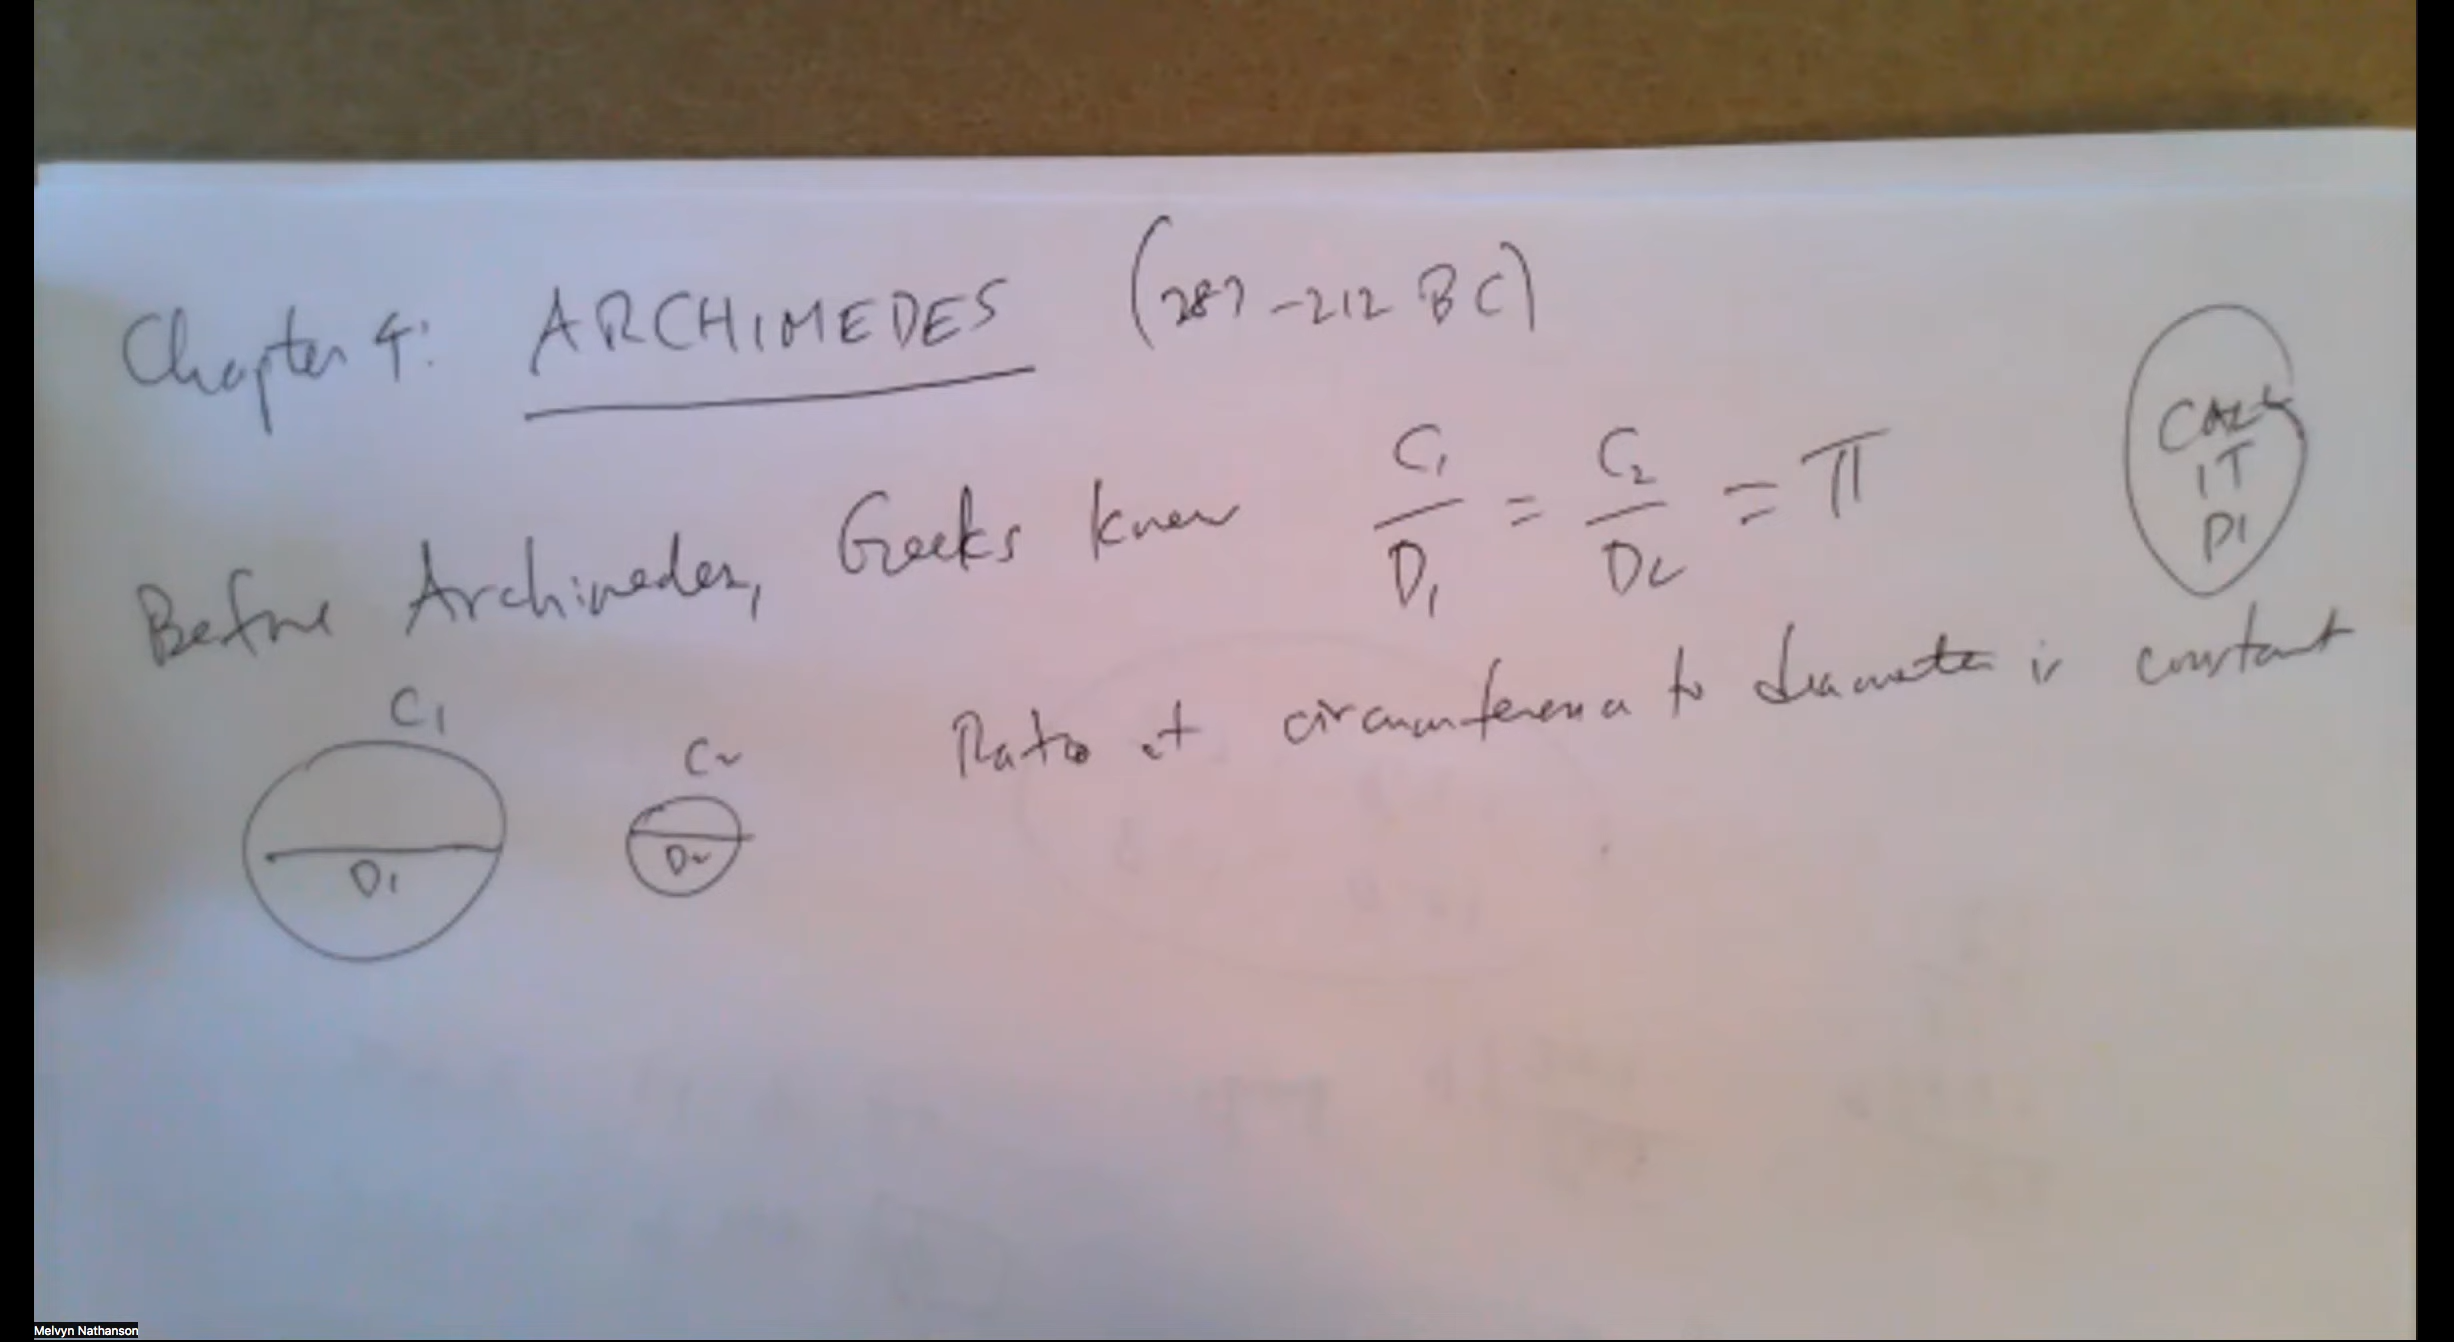 Chapter 4: ARCHIMEDES (287-212 BC)
Before Archimedes, Greeks knew C₁/D₁ = C₂/D₂ = π
CALL
IT
PI
Ratio of circumference to diameter is constant
C₁
D₁
C₂
D₂
Melvyn Nathanson